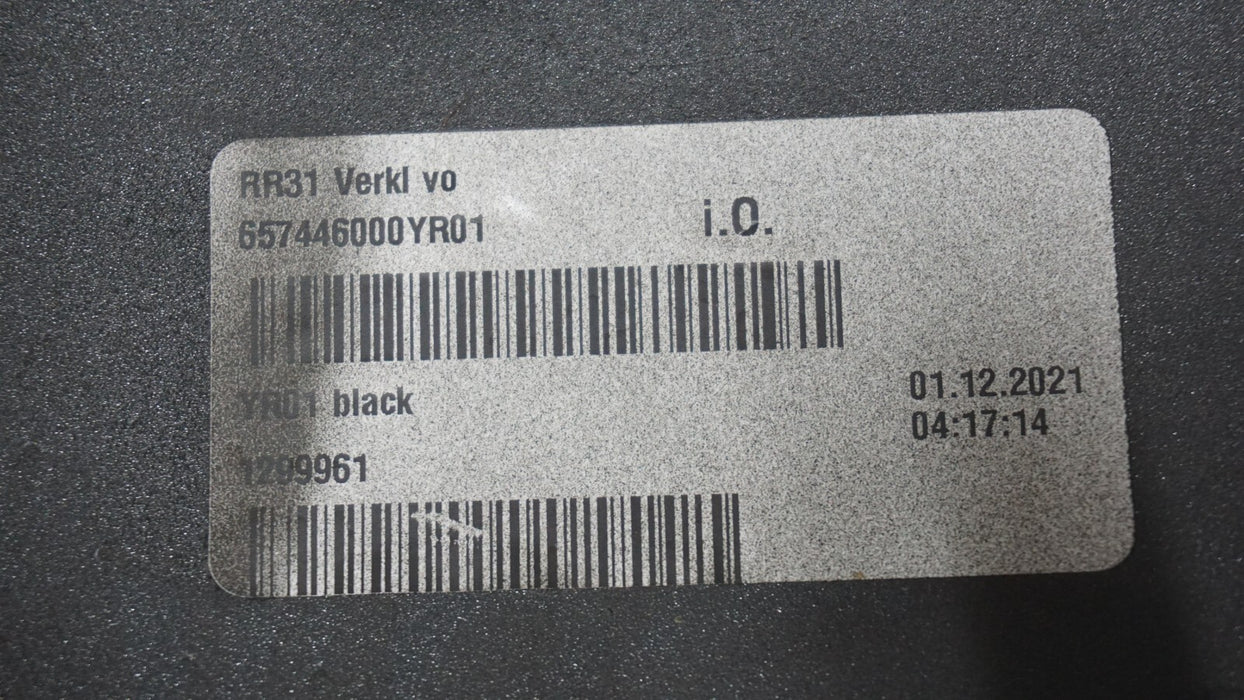 RR31 Verkl vo
657446000YR01
i.O.
YR01 black
01.12.2021
04:17:14
1299961